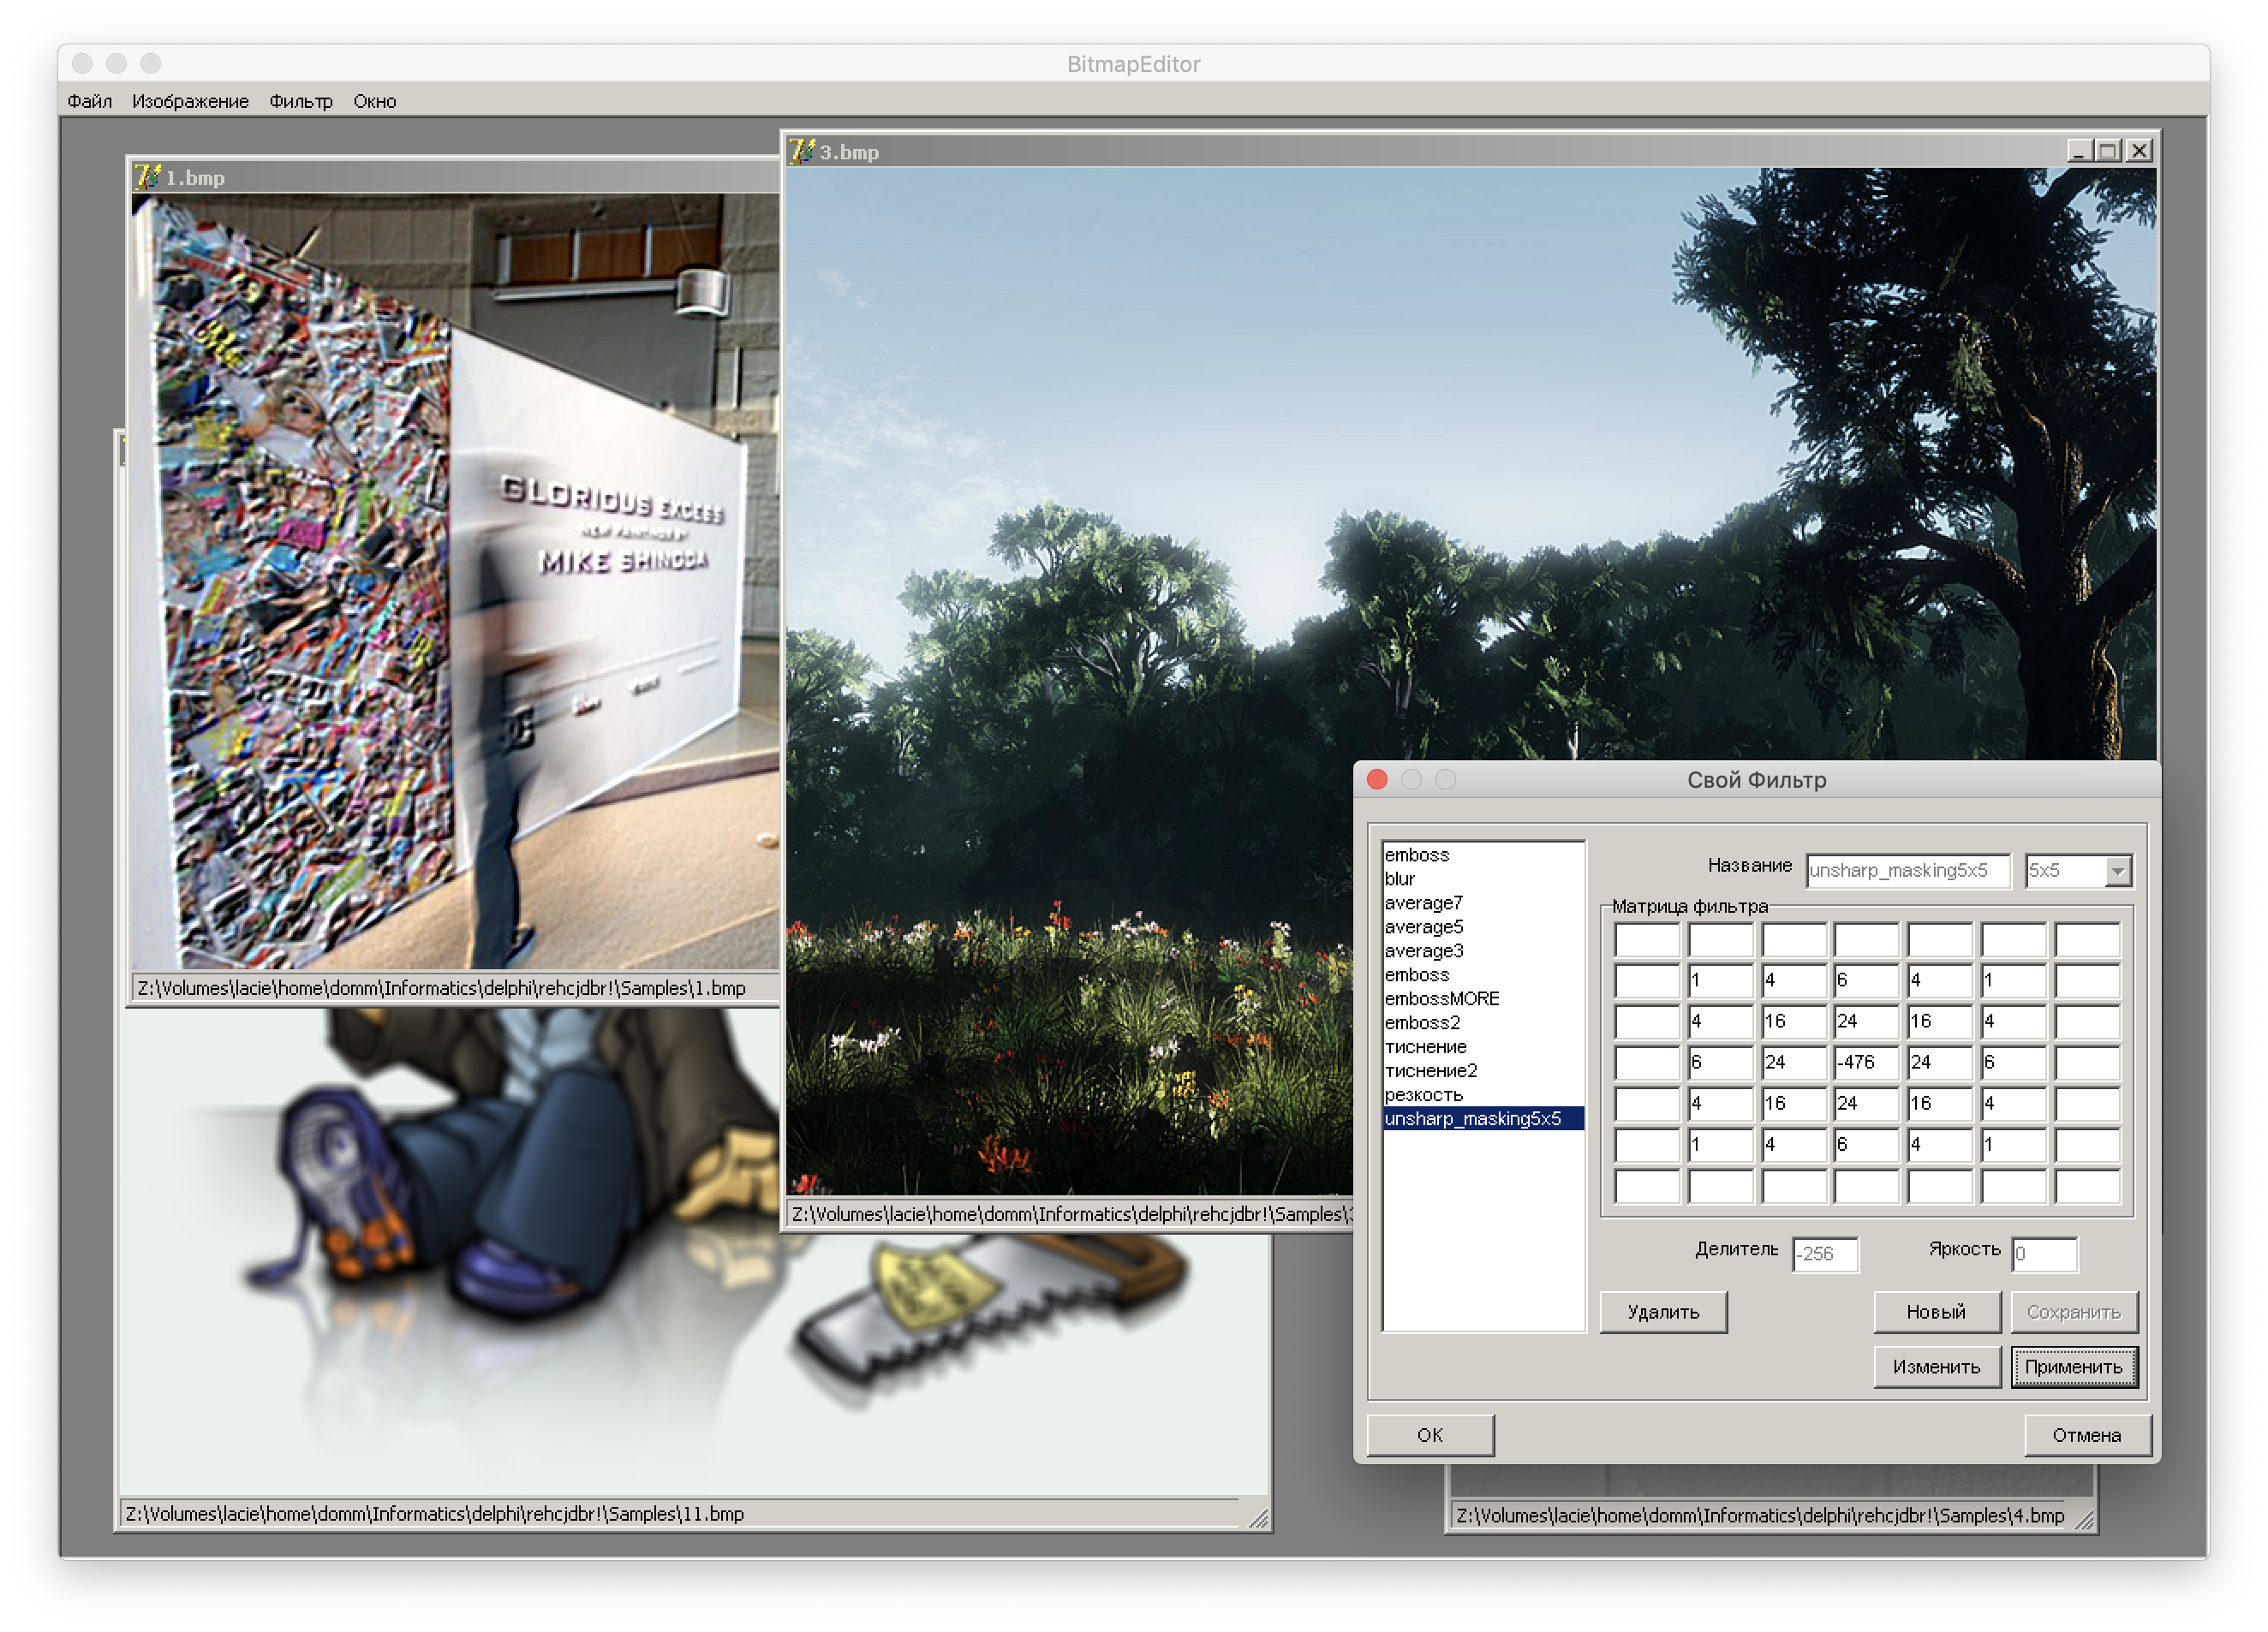 BitmapEditor
Файл Изображение Фильтр Окно
1.bmp
GLORIOUS EXCESS
NEW PAINTINGS BY
MIKE SHINODA
Z:\Volumes\lacie\home\domm\Informatics\delphi\rehcjdbr!\Samples\1.bmp
3.bmp
Z:\Volumes\lacie\home\domm\Informatics\delphi\rehcjdbr!\Samples\3
Z:\Volumes\lacie\home\domm\Informatics\delphi\rehcjdbr!\Samples\11.bmp
Z:\Volumes\lacie\home\domm\Informatics\delphi\rehcjdbr!\Samples\4.bmp
Свой Фильтр
emboss
blur
average7
average5
average3
emboss
embossMORE
emboss2
тиснение
тиснение2
резкость
unsharp_masking5x5
Название unsharp_masking5x5 5x5
Матрица фильтра
1 4 6 4 1
4 16 24 16 4
6 24 -476 24 6
4 16 24 16 4
1 4 6 4 1
Делитель -256 Яркость 0
Удалить Новый Сохранить
Изменить Применить
ОК Отмена